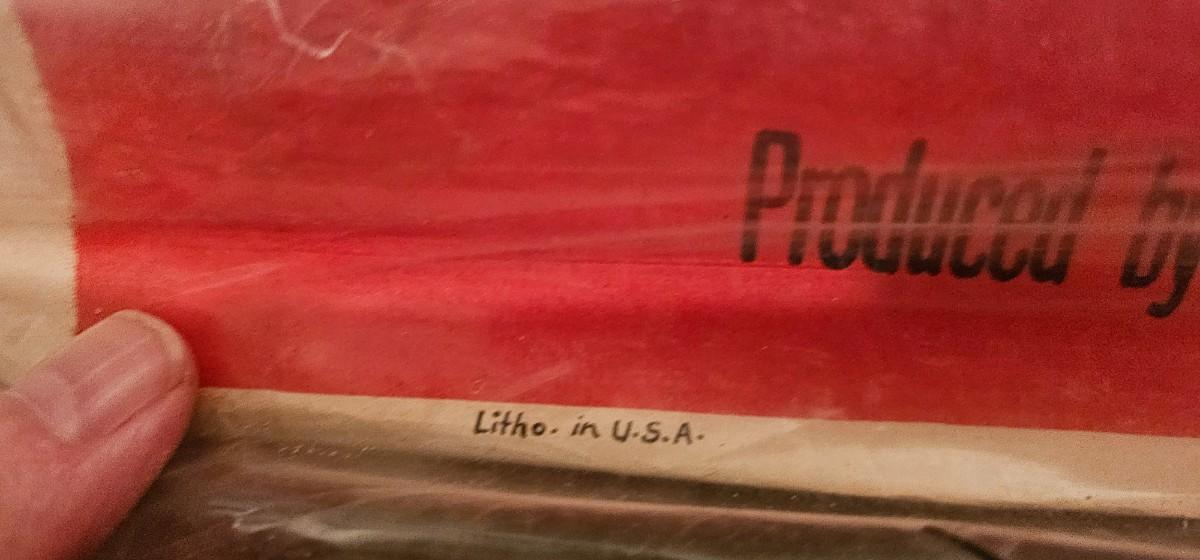 Produced by
Litho. in U.S.A.